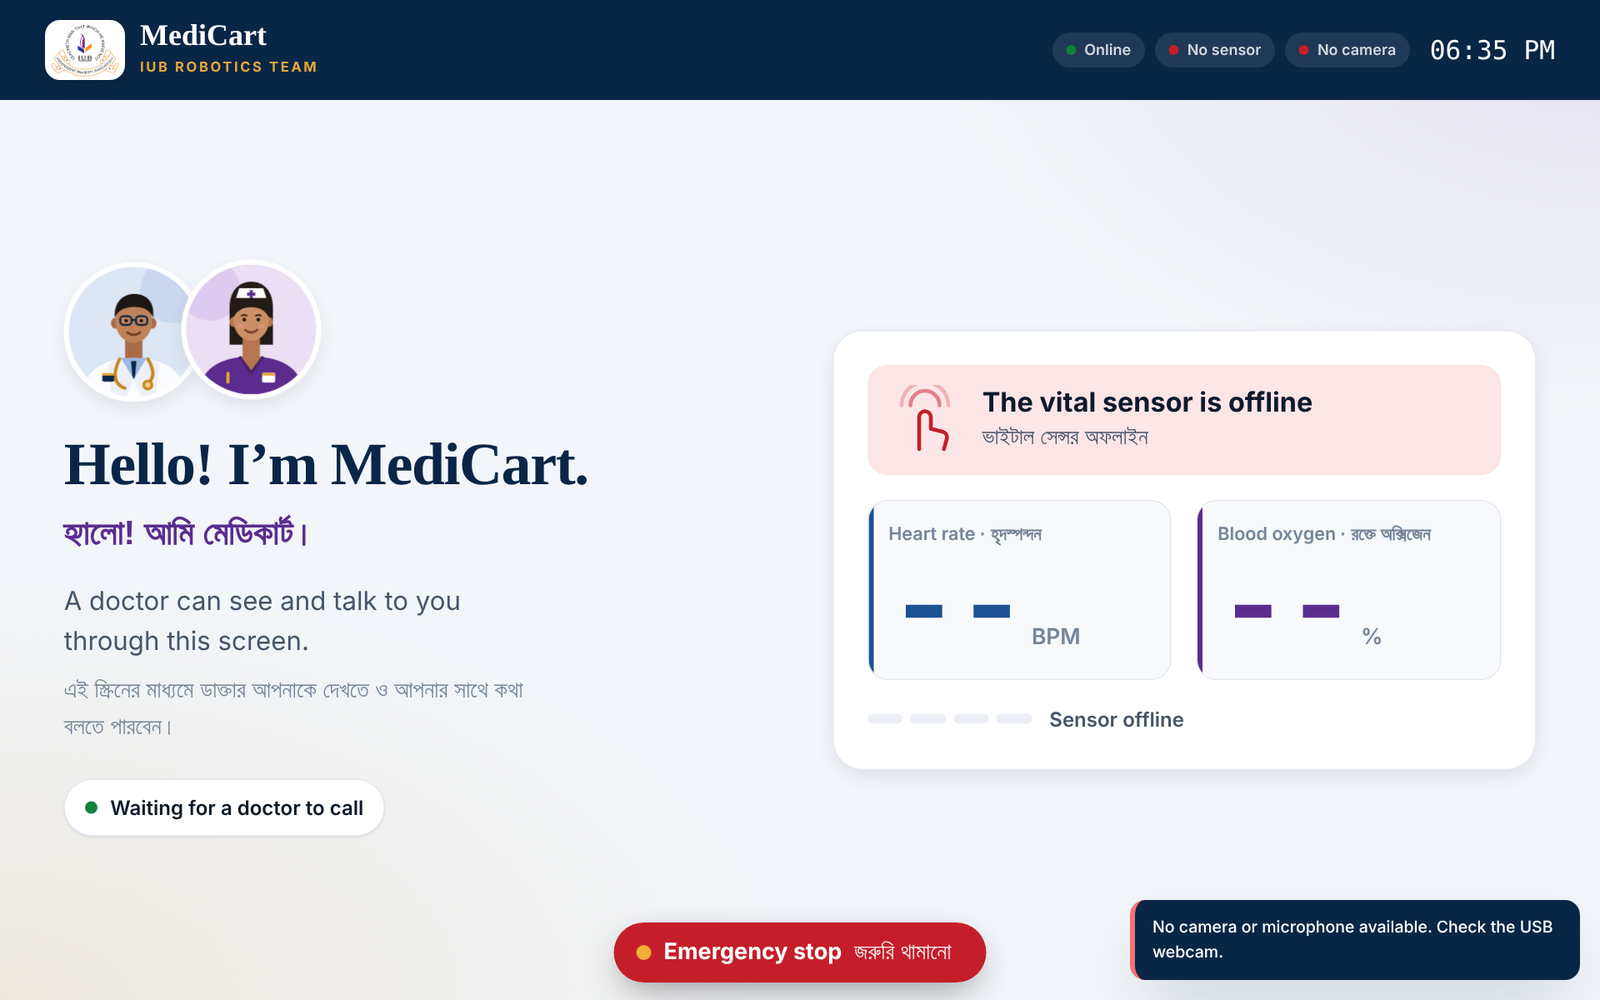 MediCart
IUB ROBOTICS TEAM
Online
No sensor
No camera
06:35 PM
Hello! I’m MediCart.
হ্যালো! আমি মেডিকার্ট।
A doctor can see and talk to you
through this screen.
এই স্ক্রিনের মাধ্যমে ডাক্তার আপনাকে দেখতে ও আপনার সাথে কথা
বলতে পারবেন।
Waiting for a doctor to call
The vital sensor is offline
ভাইটাল সেন্সর অফলাইন
Heart rate · হৃদস্পন্দন
-- BPM
Blood oxygen · রক্তে অক্সিজেন
-- %
Sensor offline
Emergency stop জরুরি থামানো
No camera or microphone available. Check the USB
webcam.